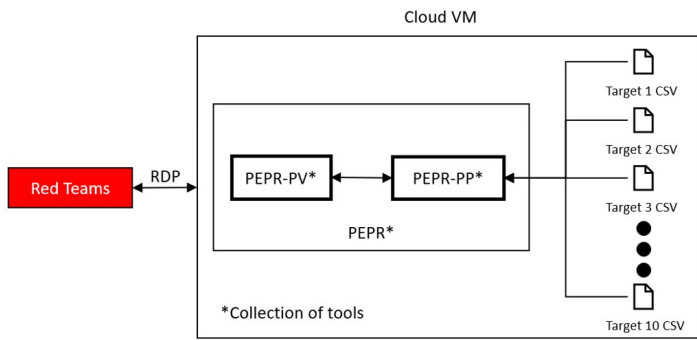 Cloud VM
Target 1 CSV
Target 2 CSV
Red Teams
RDP
PEPR-PV*
PEPR-PP*
Target 3 CSV
PEPR*
*Collection of tools
Target 10 CSV